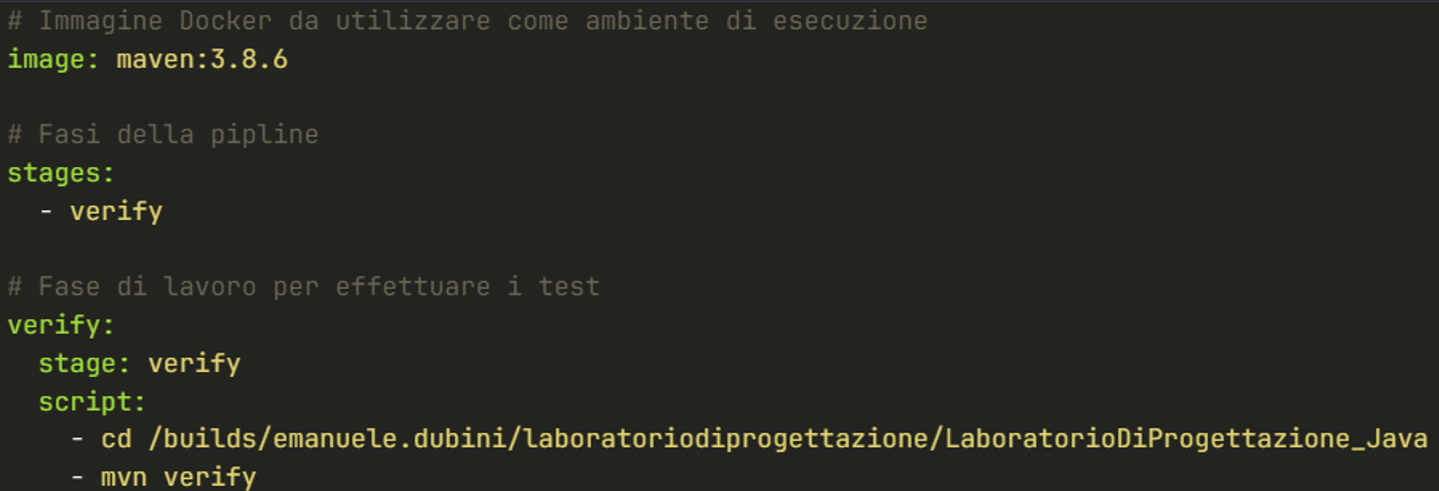 # Immagine Docker da utilizzare come ambiente di esecuzione
image: maven:3.8.6
# Fasi della pipline
stages:
  - verify
# Fase di lavoro per effettuare i test
verify:
  stage: verify
  script:
    - cd /builds/emanuele.dubini/laboratoriodiprogettazione/LaboratorioDiProgettazione_Java
    - mvn verify